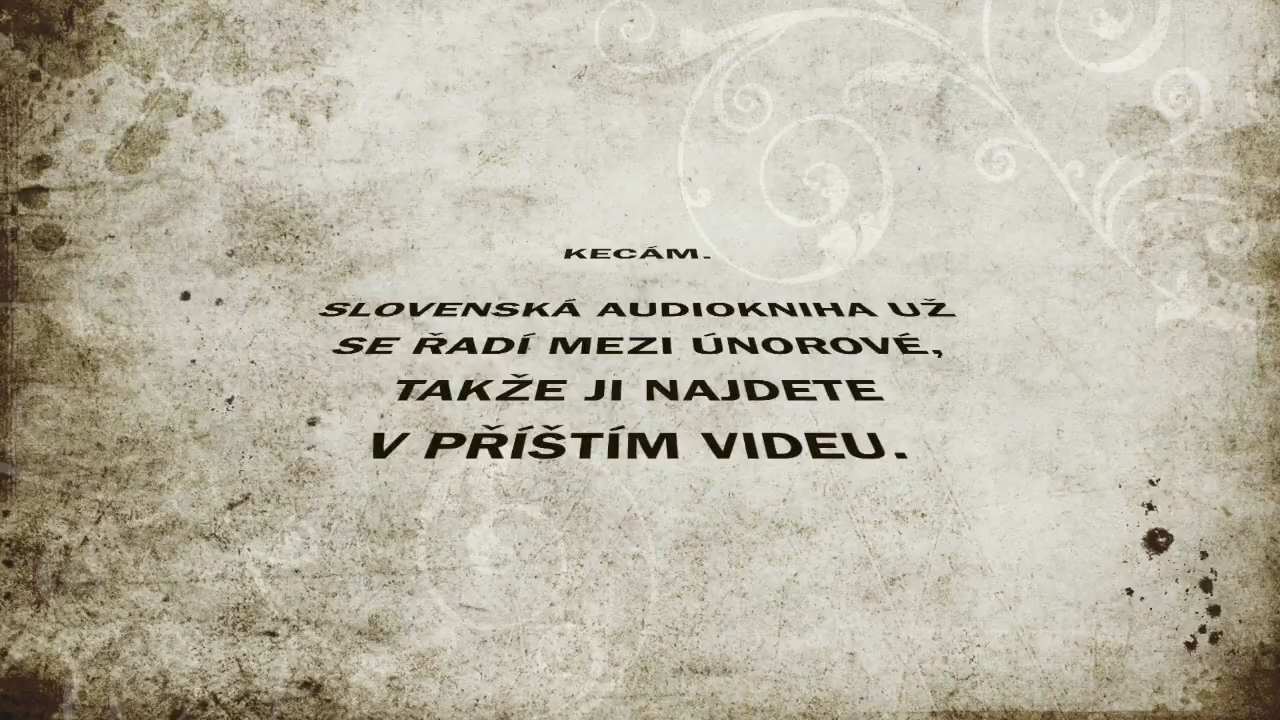 KECÁM.
SLOVENSKÁ AUDIOKNIHA UŽ
SE ŘADÍ MEZI ÚNOROVÉ,
TAKŽE JI NAJDETE
V PŘÍŠTÍM VIDEU.